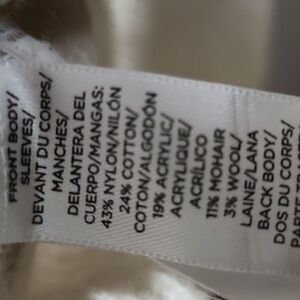 FRONT BODY/
SLEEVES/
DEVANT DU CORPS/
MANCHES/
DELANTERA DEL
CUERPO/MANGAS:
43% NYLON/NILÓN
24% COTTON/
COTON/ALGODÓN
19% ACRYLIC/
ACRYLIQUE/
ACRÍLICO
11% MOHAIR
3% WOOL/
LAINE/LANA
BACK BODY/
DOS DU CORPS/